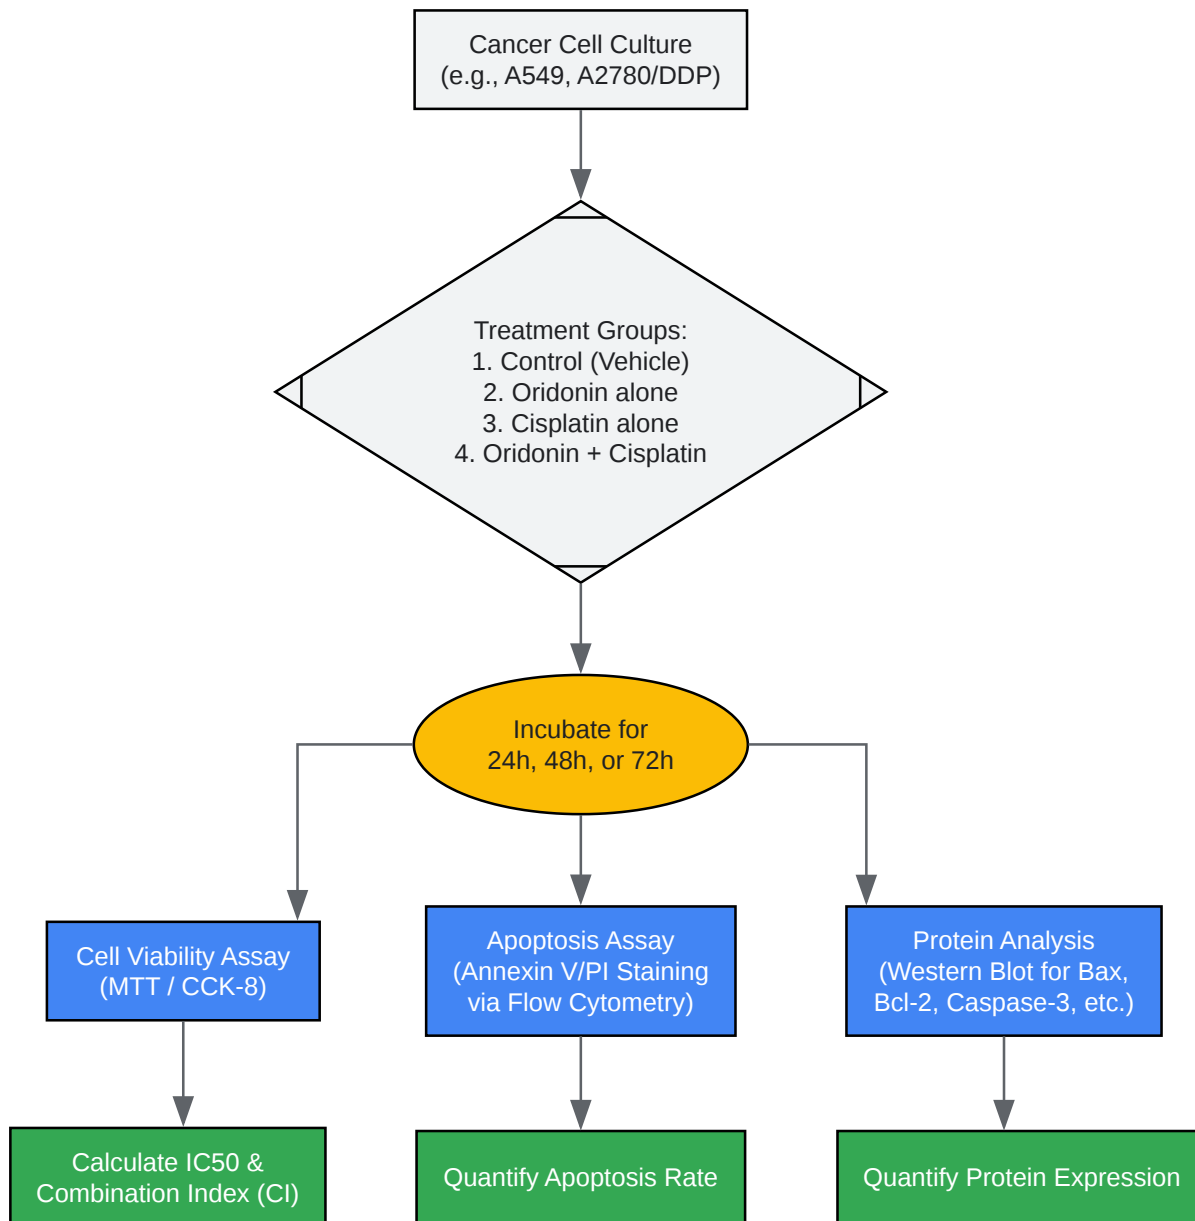 Cancer Cell Culture
(e.g., A549, A2780/DDP)
Treatment Groups:
1. Control (Vehicle)
2. Oridonin alone
3. Cisplatin alone
4. Oridonin + Cisplatin
Incubate for
24h, 48h, or 72h
Cell Viability Assay
(MTT / CCK-8)
Apoptosis Assay
(Annexin V/PI Staining
via Flow Cytometry)
Protein Analysis
(Western Blot for Bax,
Bcl-2, Caspase-3, etc.)
Calculate IC50 &
Combination Index (CI)
Quantify Apoptosis Rate
Quantify Protein Expression